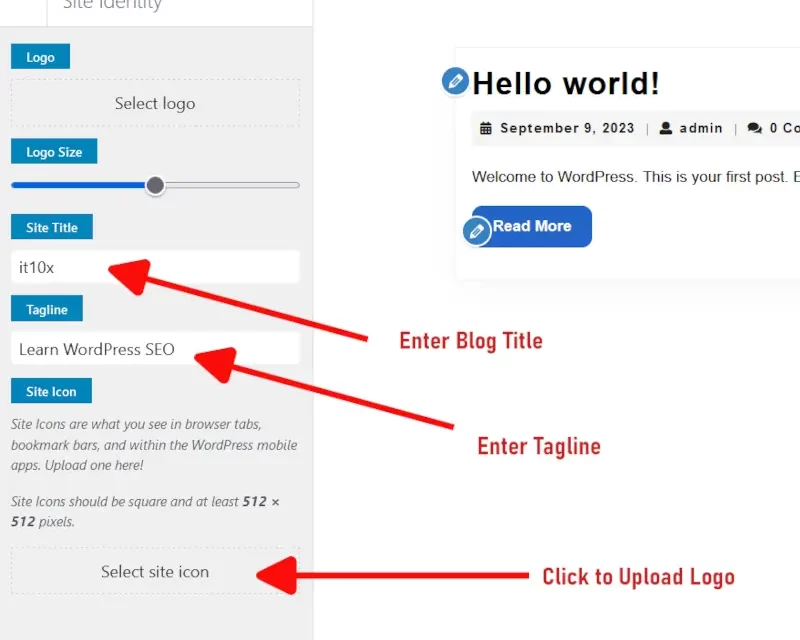 Site Identity
Logo
Select logo
Logo Size
Site Title
it10x
Tagline
Learn WordPress SEO
Site Icon
Site Icons are what you see in browser tabs,
bookmark bars, and within the WordPress mobile
apps. Upload one here!
Site Icons should be square and at least 512 ×
512 pixels.
Select site icon
Hello world!
September 9, 2023 | admin | 0 Co
Welcome to WordPress. This is your first post. E
Read More
Enter Blog Title
Enter Tagline
Click to Upload Logo